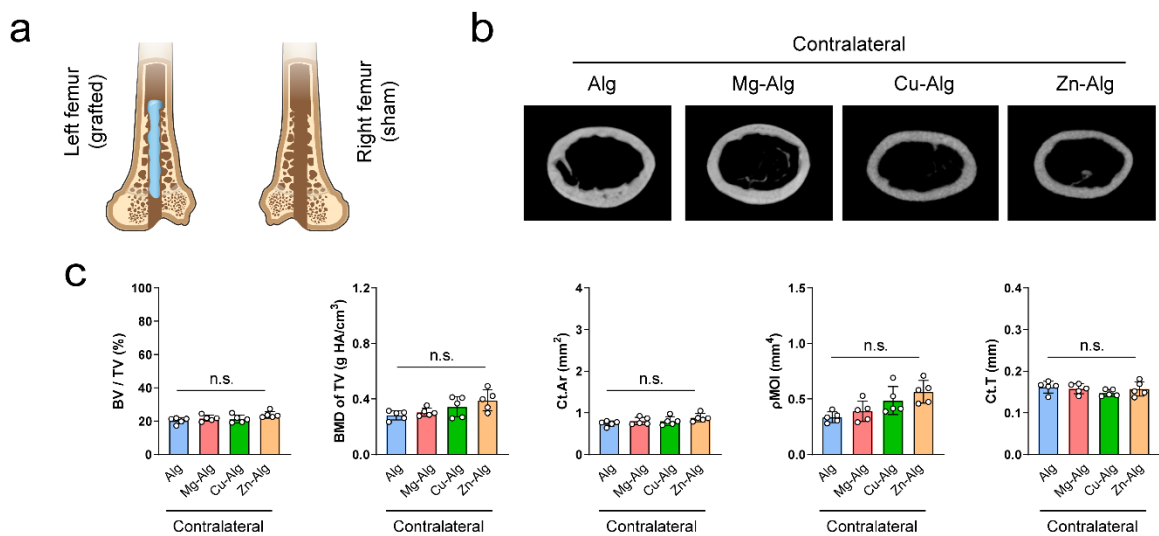 a
Left femur
(grafted)
Right femur
(sham)
b
Contralateral
Alg
Mg-Alg
Cu-Alg
Zn-Alg
c
BV / TV (%)
100
80
60
40
20
0
n.s.
Alg
Mg-Alg
Cu-Alg
Zn-Alg
Contralateral
BMD of TV (g HA/cm³)
1.2
0.8
0.4
0.0
n.s.
Alg
Mg-Alg
Cu-Alg
Zn-Alg
Contralateral
Ct.Ar (mm²)
4
3
2
1
0
n.s.
Alg
Mg-Alg
Cu-Alg
Zn-Alg
Contralateral
ρMOI (mm⁴)
1.5
1.0
0.5
0.0
n.s.
Alg
Mg-Alg
Cu-Alg
Zn-Alg
Contralateral
Ct.T (mm)
0.4
0.3
0.2
0.1
0.0
n.s.
Alg
Mg-Alg
Cu-Alg
Zn-Alg
Contralateral